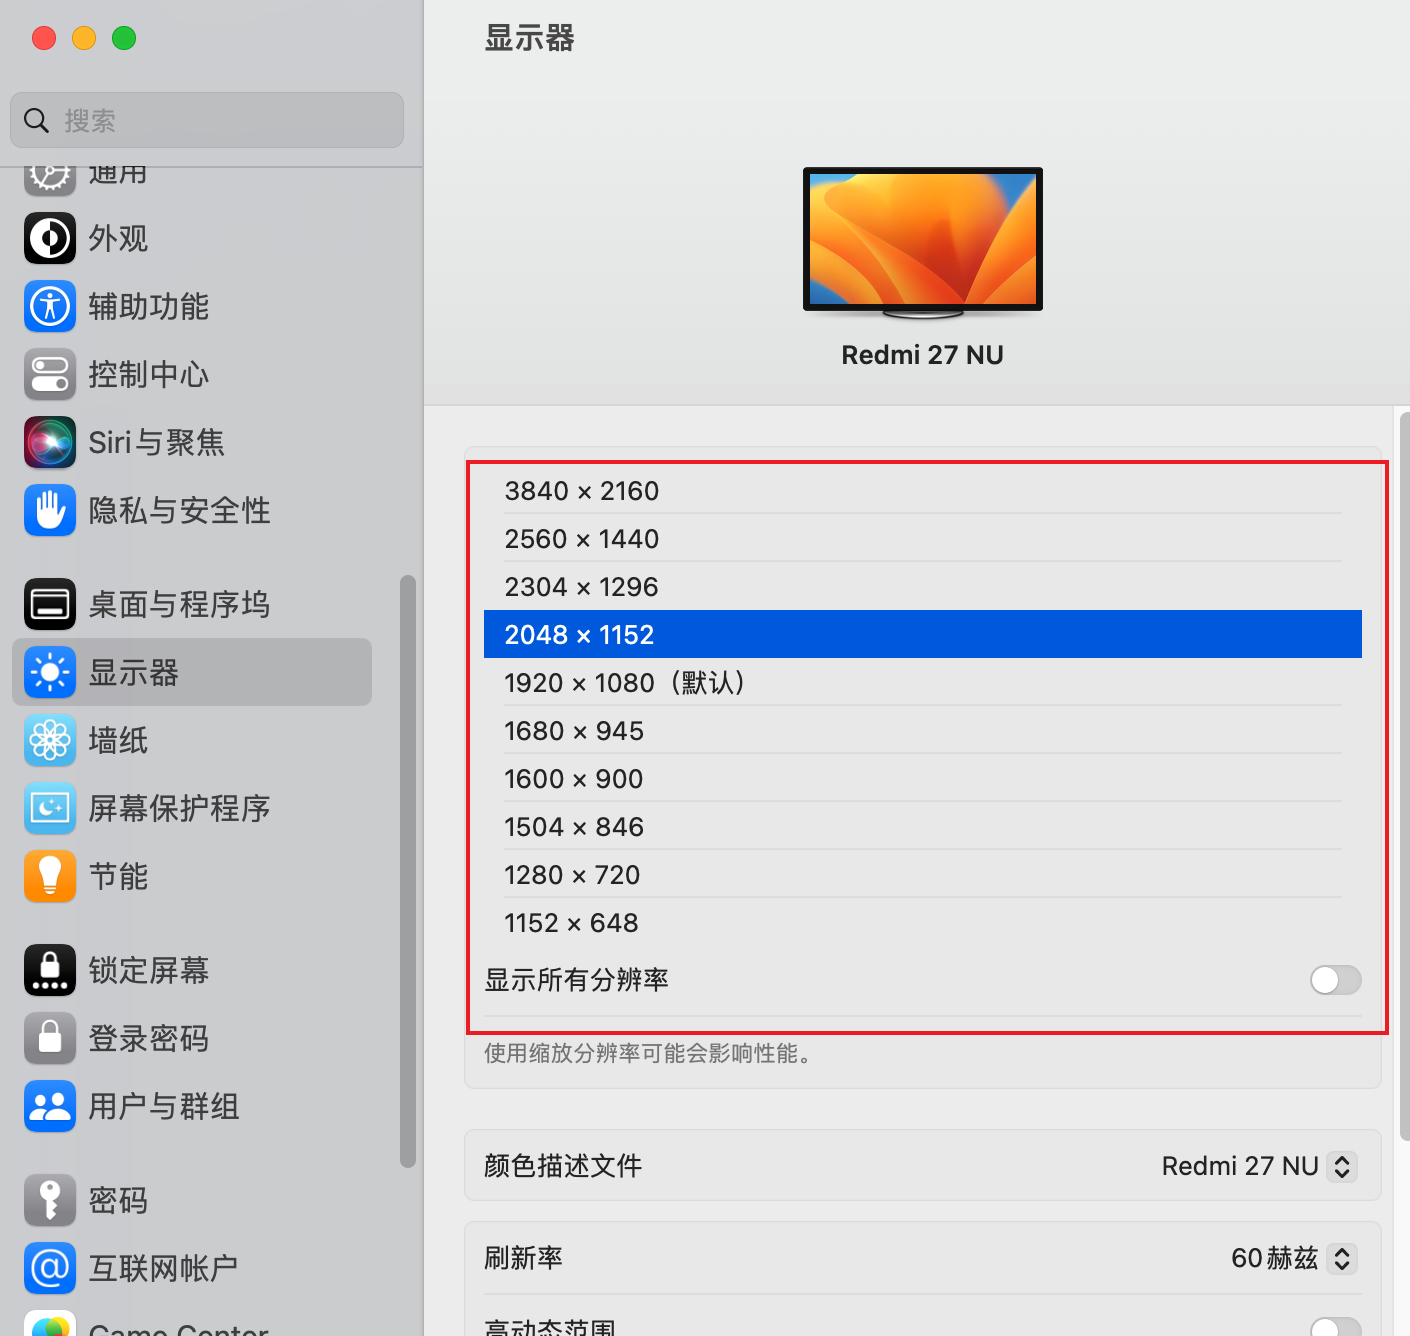 搜索
通用
外观
辅助功能
控制中心
Siri与聚焦
隐私与安全性
桌面与程序坞
显示器
墙纸
屏幕保护程序
节能
锁定屏幕
登录密码
用户与群组
密码
互联网帐户
Game Center
显示器
Redmi 27 NU
3840 × 2160
2560 × 1440
2304 × 1296
2048 × 1152
1920 × 1080（默认）
1680 × 945
1600 × 900
1504 × 846
1280 × 720
1152 × 648
显示所有分辨率
使用缩放分辨率可能会影响性能。
颜色描述文件 Redmi 27 NU
刷新率 60赫兹
高动态范围